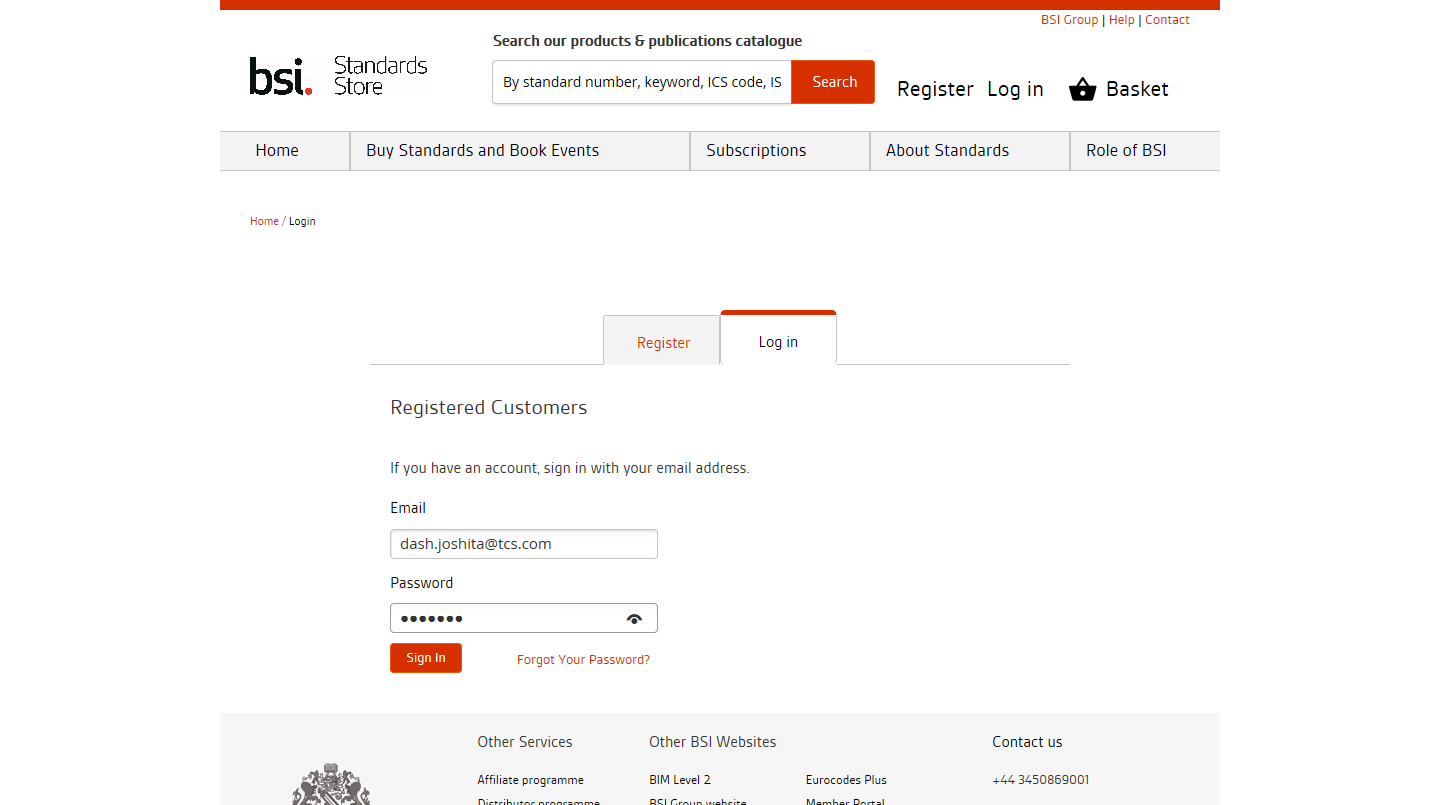 BSI Group | Help | Contact
Search our products & publications catalogue
bsi. Standards Store
By standard number, keyword, ICS code, IS
Search
Register Log in Basket
Home Buy Standards and Book Events Subscriptions About Standards Role of BSI
Home / Login
Register Log in
Registered Customers
If you have an account, sign in with your email address.
Email
dash.joshita@tcs.com
Password
•••••••
Sign In Forgot Your Password?
Other Services Other BSI Websites Contact us
Affiliate programme BIM Level 2 Eurocodes Plus +44 3450869001
Distributor programme BSI Group website Member Portal